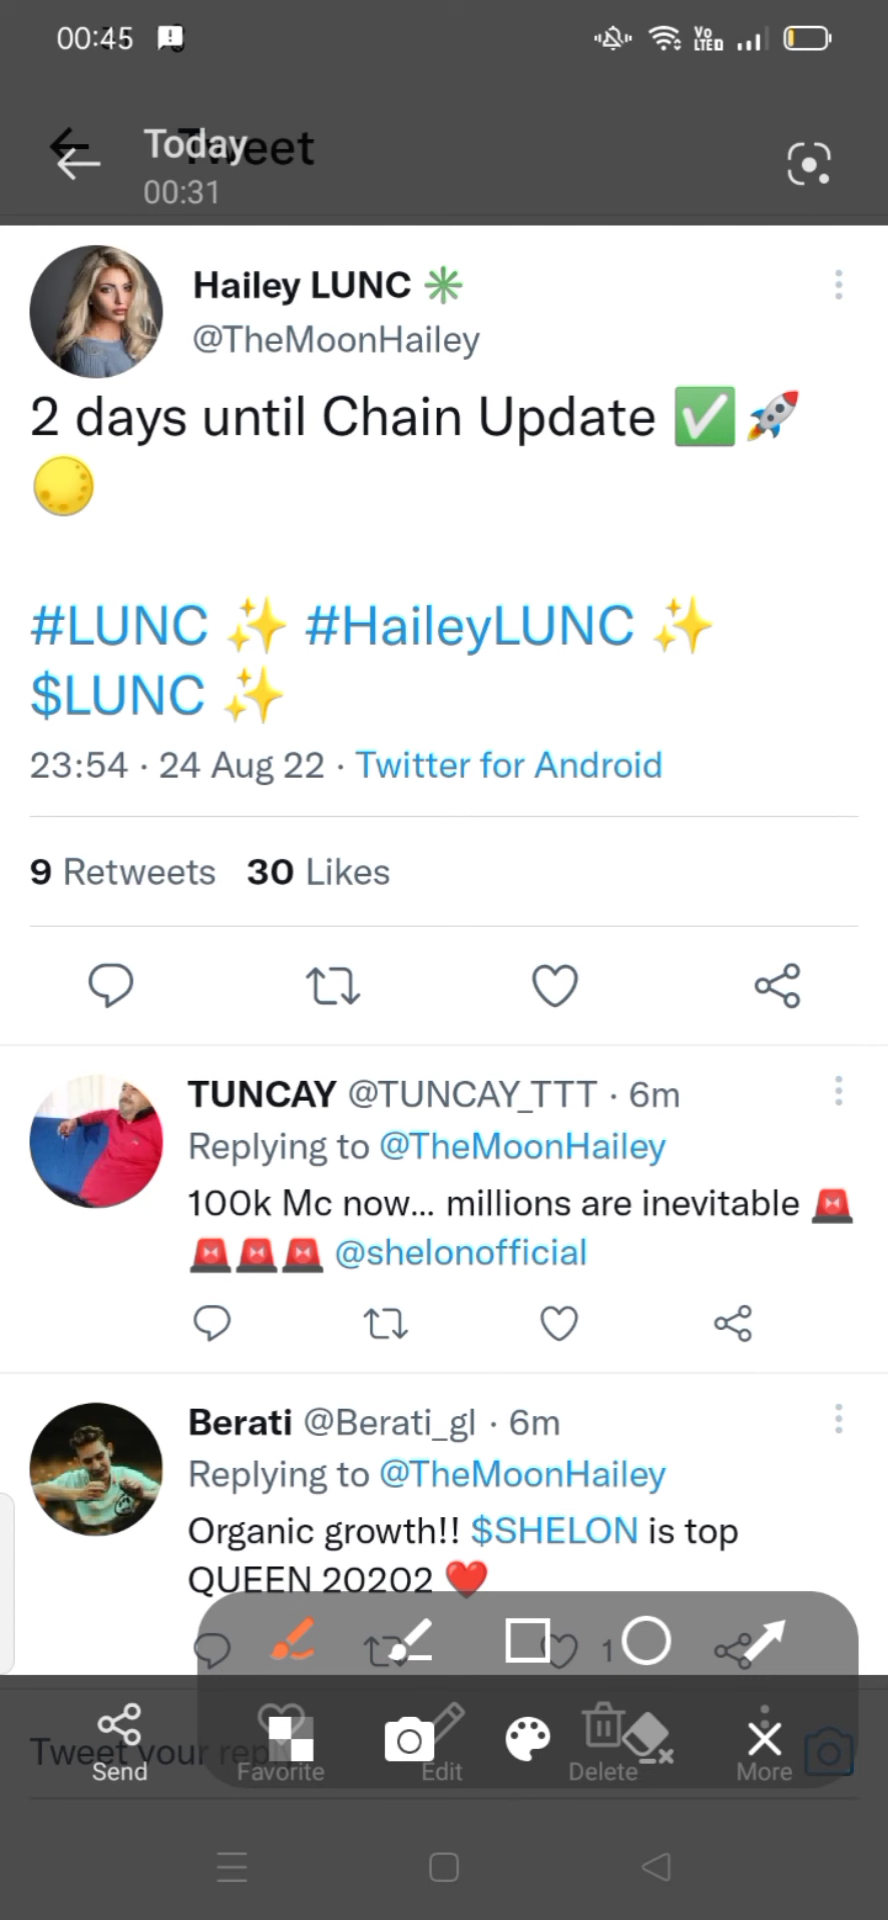 00:45
Vo
LTED
Tweet
Today
00:31
Hailey LUNC
@TheMoonHailey
2 days until Chain Update ✅🚀
🌕
#LUNC ✨ #HaileyLUNC ✨
$LUNC ✨
23:54 · 24 Aug 22 · Twitter for Android
9 Retweets 30 Likes
TUNCAY @TUNCAY_TTT · 6m
Replying to @TheMoonHailey
100k Mc now... millions are inevitable 🚨
🚨🚨🚨 @shelonofficial
Berati @Berati_gl · 6m
Replying to @TheMoonHailey
Organic growth!! $SHELON is top
QUEEN 20202 ❤️
1
Tweet your reply
Send Favorite Edit Delete More